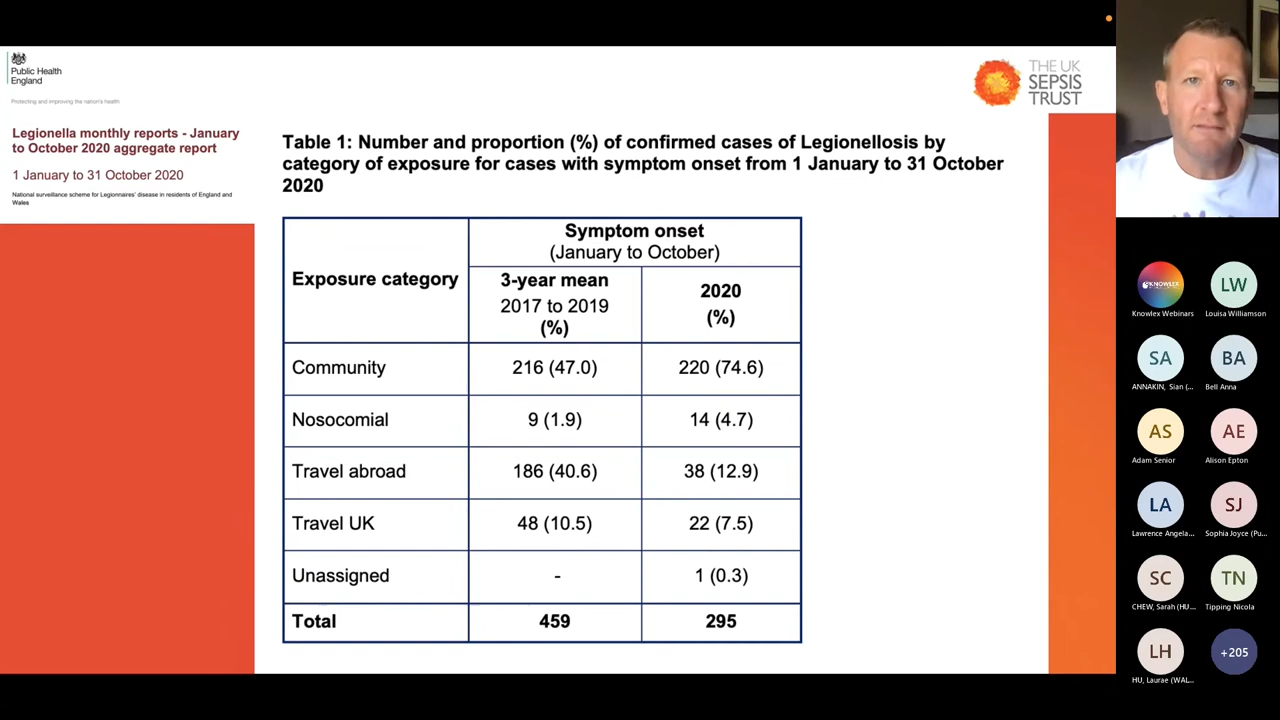 Public Health
England
Protecting and improving the nation's health
Legionella monthly reports - January
to October 2020 aggregate report
1 January to 31 October 2020
National surveillance scheme for Legionnaires' disease in residents of England and
Wales
THE UK
SEPSIS
TRUST
Table 1: Number and proportion (%) of confirmed cases of Legionellosis by
category of exposure for cases with symptom onset from 1 January to 31 October
2020
Exposure category
Symptom onset
(January to October)
3-year mean
2017 to 2019
(%)
2020
(%)
Community 216 (47.0) 220 (74.6)
Nosocomial 9 (1.9) 14 (4.7)
Travel abroad 186 (40.6) 38 (12.9)
Travel UK 48 (10.5) 22 (7.5)
Unassigned - 1 (0.3)
Total 459 295
KNOWLEX
LW
Knowlex Webinars Louisa Williamson
SA BA
ANNAKIN, Sian (... Bell Anna
AS AE
Adam Senior Alison Epton
LA SJ
Lawrence Angela... Sophia Joyce (Pu...
SC TN
CHEW, Sarah (HU... Tipping Nicola
LH +205
HU, Laurae (WAL...